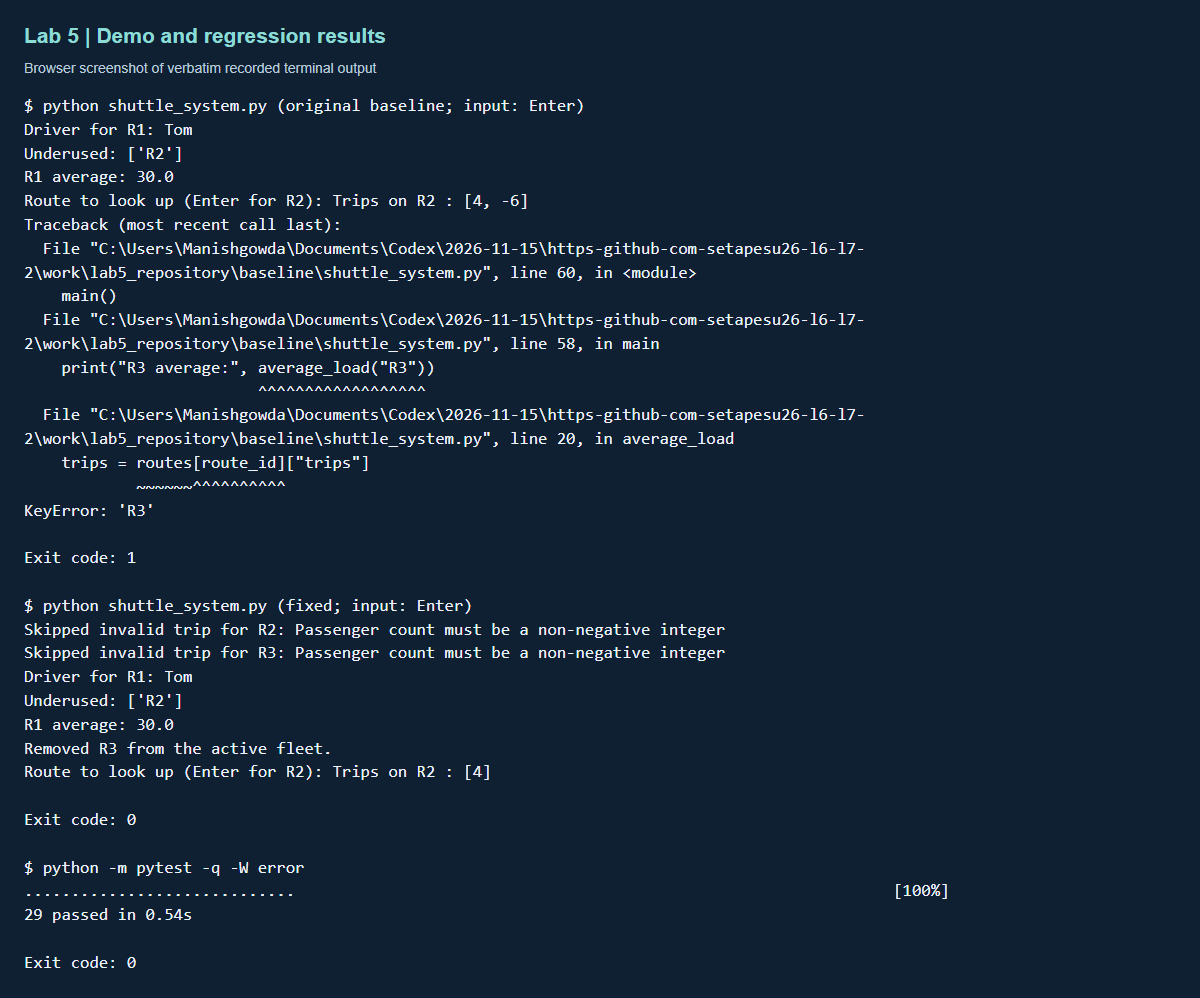 Lab 5 | Demo and regression results
Browser screenshot of verbatim recorded terminal output
$ python shuttle_system.py (original baseline; input: Enter)
Driver for R1: Tom
Underused: ['R2']
R1 average: 30.0
Route to look up (Enter for R2): Trips on R2 : [4, -6]
Traceback (most recent call last):
  File "C:\Users\Manishgowda\Documents\Codex\2026-11-15\https-github-com-setapesu26-l6-l7-
2\work\lab5_repository\baseline\shuttle_system.py", line 60, in <module>
    main()
  File "C:\Users\Manishgowda\Documents\Codex\2026-11-15\https-github-com-setapesu26-l6-l7-
2\work\lab5_repository\baseline\shuttle_system.py", line 58, in main
    print("R3 average:", average_load("R3"))
                         ^^^^^^^^^^^^^^^^^^
  File "C:\Users\Manishgowda\Documents\Codex\2026-11-15\https-github-com-setapesu26-l6-l7-
2\work\lab5_repository\baseline\shuttle_system.py", line 20, in average_load
    trips = routes[route_id]["trips"]
            ~~~~~~^^^^^^^^^^
KeyError: 'R3'
Exit code: 1
$ python shuttle_system.py (fixed; input: Enter)
Skipped invalid trip for R2: Passenger count must be a non-negative integer
Skipped invalid trip for R3: Passenger count must be a non-negative integer
Driver for R1: Tom
Underused: ['R2']
R1 average: 30.0
Removed R3 from the active fleet.
Route to look up (Enter for R2): Trips on R2 : [4]
Exit code: 0
$ python -m pytest -q -W error
............................. [100%]
29 passed in 0.54s
Exit code: 0